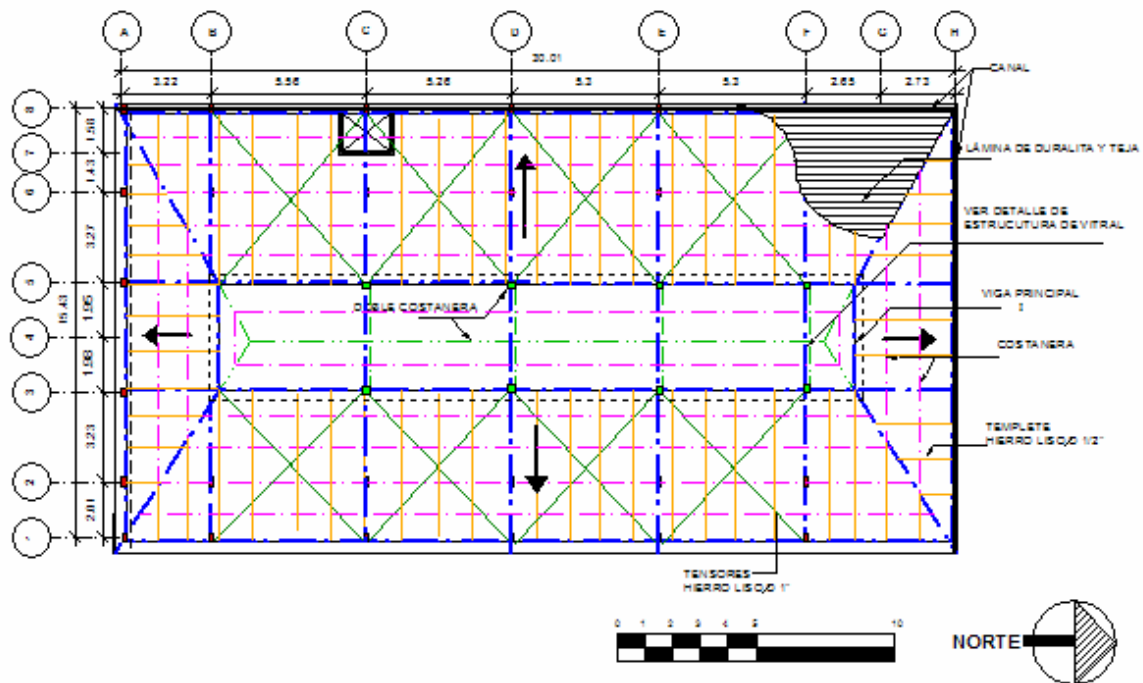 A B C D E F G H
30.01
3.22 5.56 5.26 5.3 5.3 2.65 2.73
CANAL
8
1.58
7
LÁMINA DE DURALITA Y TEJA
1.43
6
VER DETALLE DE
ESTRUCUTURA DE VITRAL
3.27
5
VIGA PRINCIPAL
I
15.43
1.95
DOBLE COSTANERA
4
COSTANERA
1.98
3
3.23
TEMPLETE
HIERRO LISO Ø 1/2"
2
2.01
1
TENSORES
HIERRO LISO Ø 1"
0 1 2 3 4 5 10
NORTE